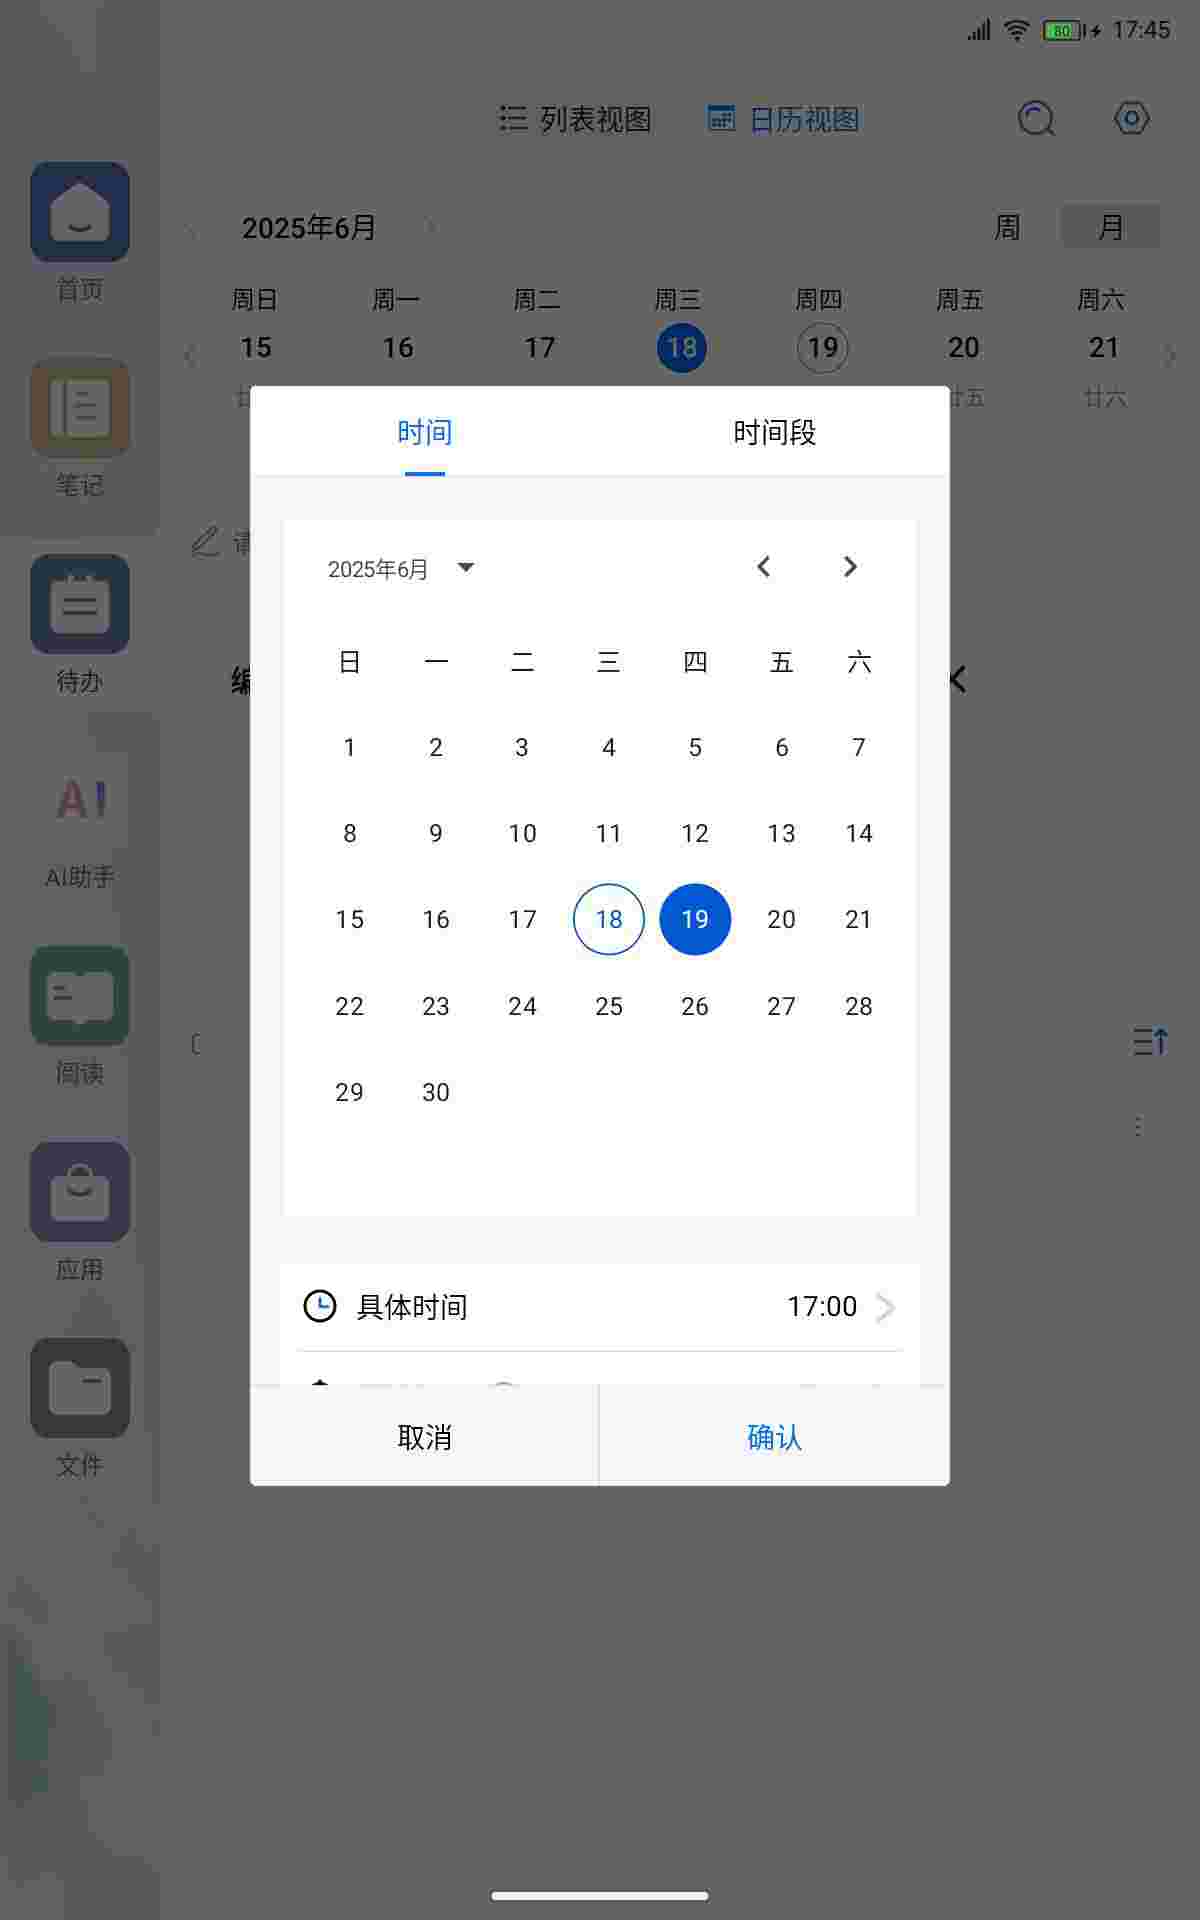 80 17:45
列表视图 日历视图
首页
笔记
待办
AI
AI助手
阅读
应用
文件
2025年6月 周 月
周日 周一 周二 周三 周四 周五 周六
15 16 17 18 19 20 21
廿五 廿六
时间 时间段
2025年6月
日 一 二 三 四 五 六
1 2 3 4 5 6 7
8 9 10 11 12 13 14
15 16 17 18 19 20 21
22 23 24 25 26 27 28
29 30
具体时间 17:00
取消 确认